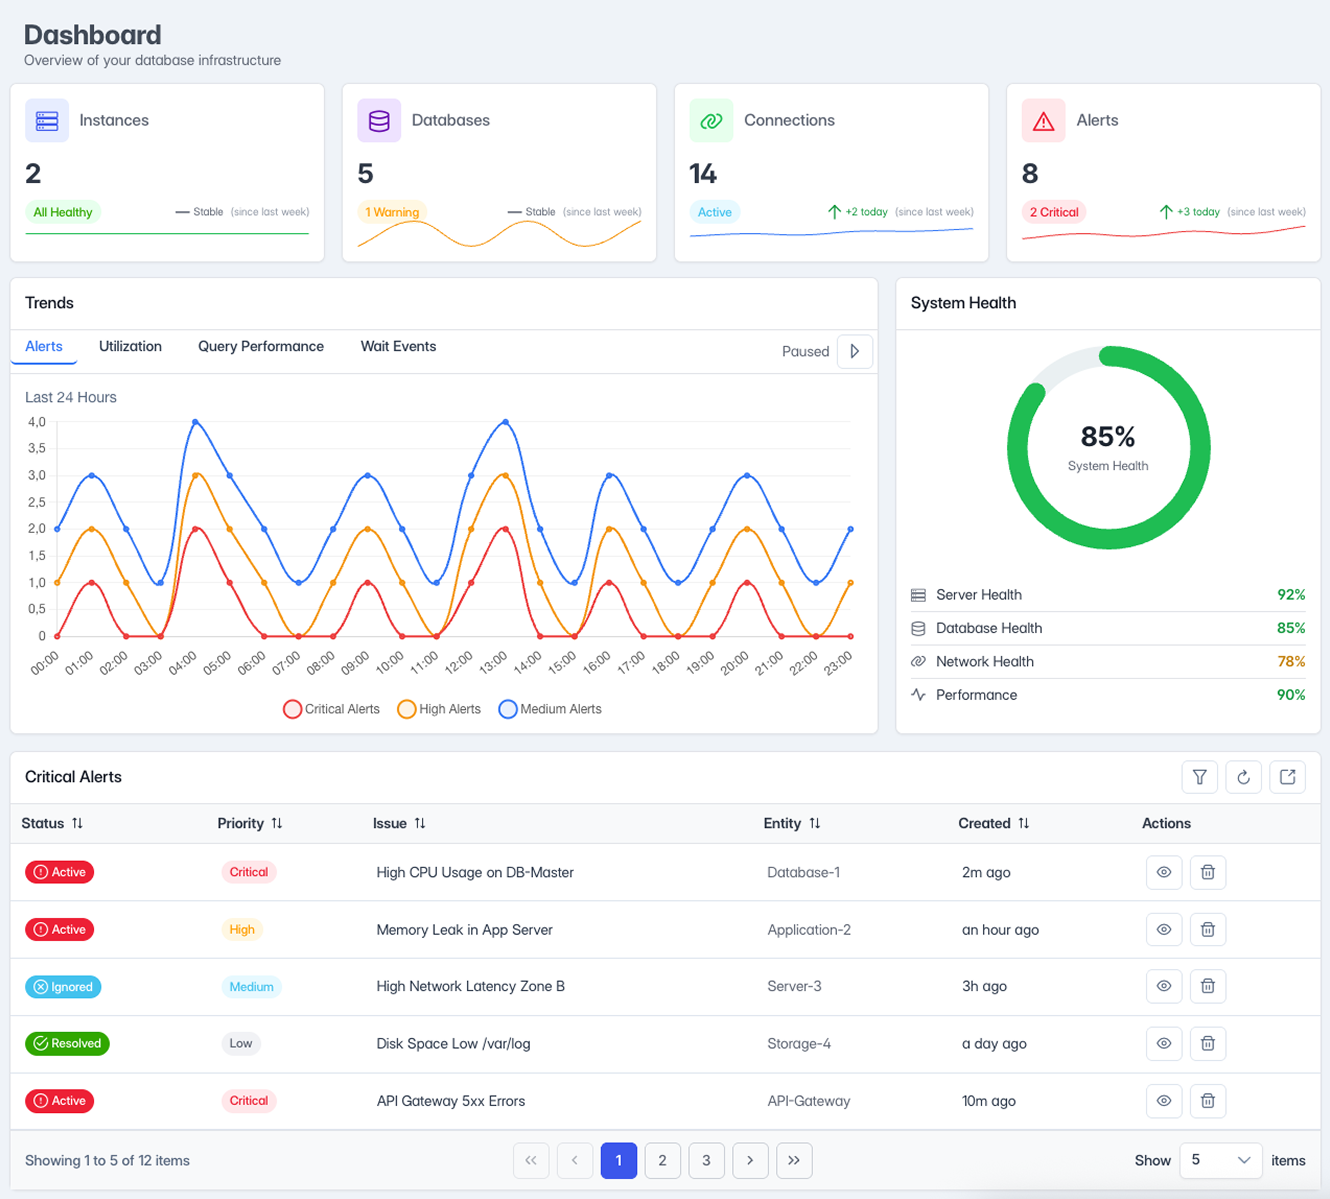 Dashboard
Overview of your database infrastructure
Instances
2
All Healthy
Stable (since last week)
Databases
5
1 Warning
Stable (since last week)
Connections
14
Active
+2 today (since last week)
Alerts
8
2 Critical
+3 today (since last week)
Trends
Alerts Utilization Query Performance Wait Events
Paused
Last 24 Hours
4,0
3,5
3,0
2,5
2,0
1,5
1,0
0,5
0
00:00 01:00 02:00 03:00 04:00 05:00 06:00 07:00 08:00 09:00 10:00 11:00 12:00 13:00 14:00 15:00 16:00 17:00 18:00 19:00 20:00 21:00 22:00 23:00
Critical Alerts High Alerts Medium Alerts
System Health
85%
System Health
Server Health 92%
Database Health 85%
Network Health 78%
Performance 90%
Critical Alerts
Status Priority Issue Entity Created Actions
Active Critical High CPU Usage on DB-Master Database-1 2m ago
Active High Memory Leak in App Server Application-2 an hour ago
Ignored Medium High Network Latency Zone B Server-3 3h ago
Resolved Low Disk Space Low /var/log Storage-4 a day ago
Active Critical API Gateway 5xx Errors API-Gateway 10m ago
Showing 1 to 5 of 12 items
1 2 3
Show 5 items